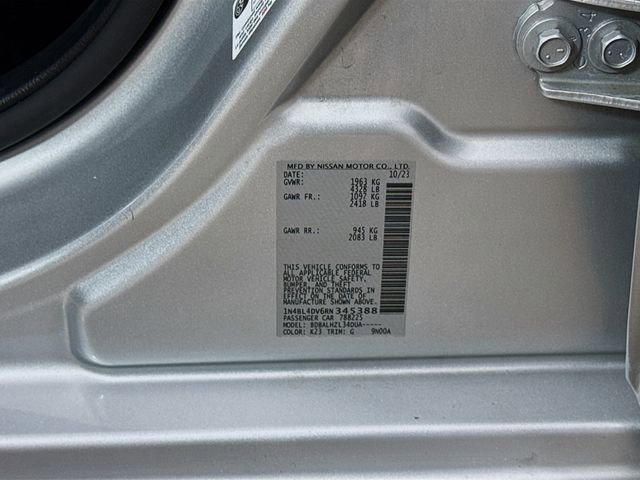 MFD BY NISSAN MOTOR CO., LTD.
DATE: 10/23
GVWR: 1963 KG
4328 LB
GAWR FR.: 1097 KG
2418 LB
GAWR RR.: 945 KG
2083 LB
THIS VEHICLE CONFORMS TO
ALL APPLICABLE FEDERAL
MOTOR VEHICLE SAFETY,
BUMPER, AND THEFT
PREVENTION STANDARDS IN
EFFECT ON THE DATE OF
MANUFACTURE SHOWN ABOVE.
1N4BL4DV6RN345388
PASSENGER CAR 788225
MODEL: BDBALHZL34DUA-----
COLOR: K23 TRIM: G 9N00A